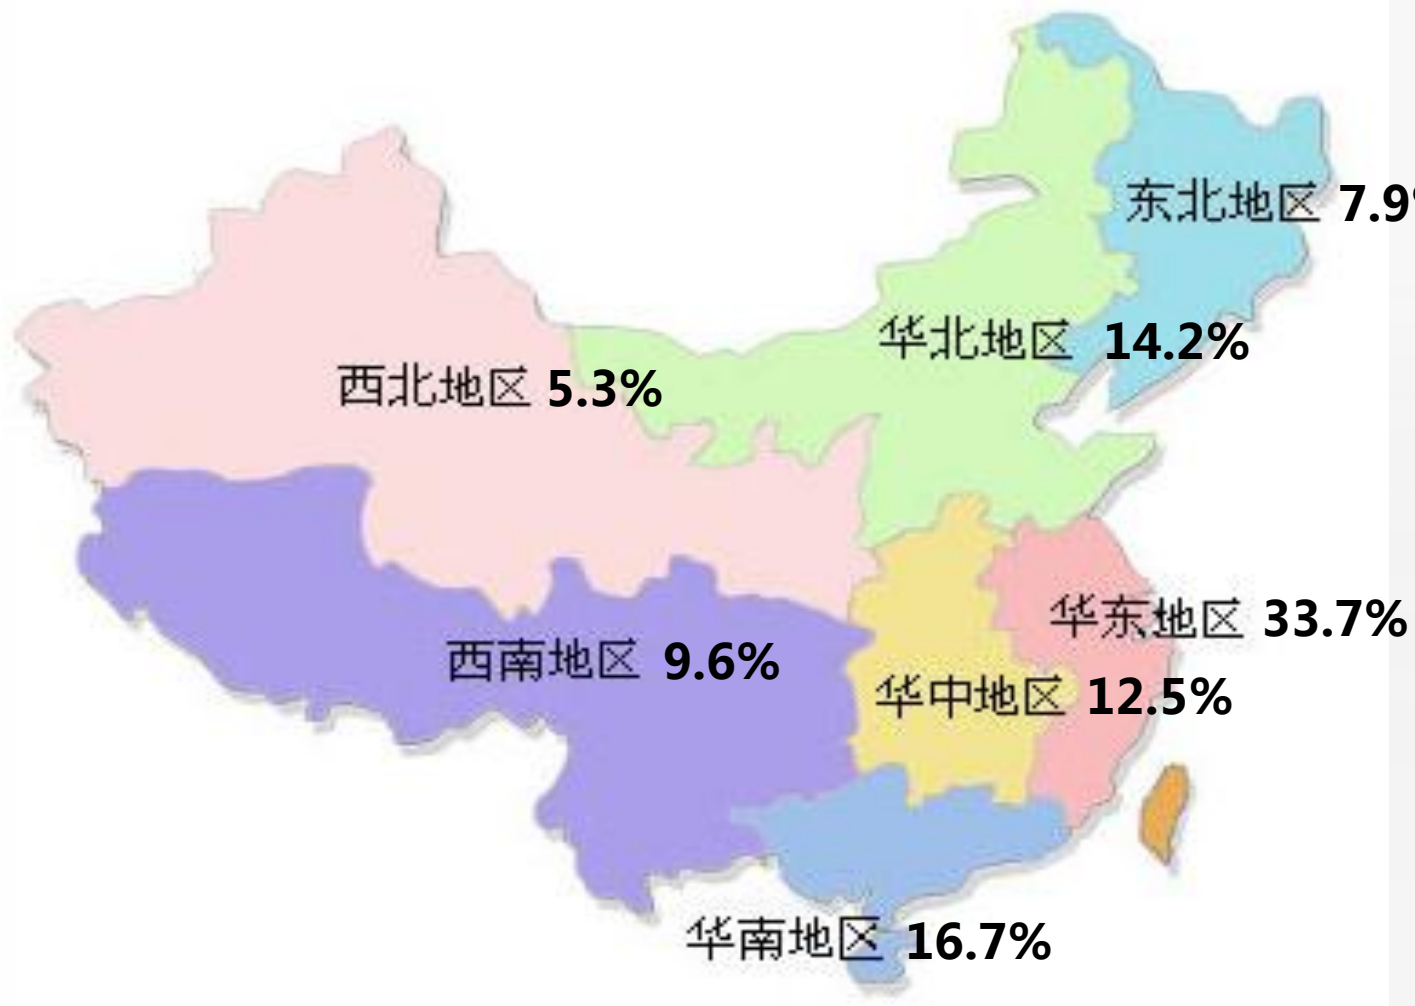 东北地区 7.9%
华北地区 14.2%
西北地区 5.3%
华东地区 33.7%
西南地区 9.6%
华中地区 12.5%
华南地区 16.7%